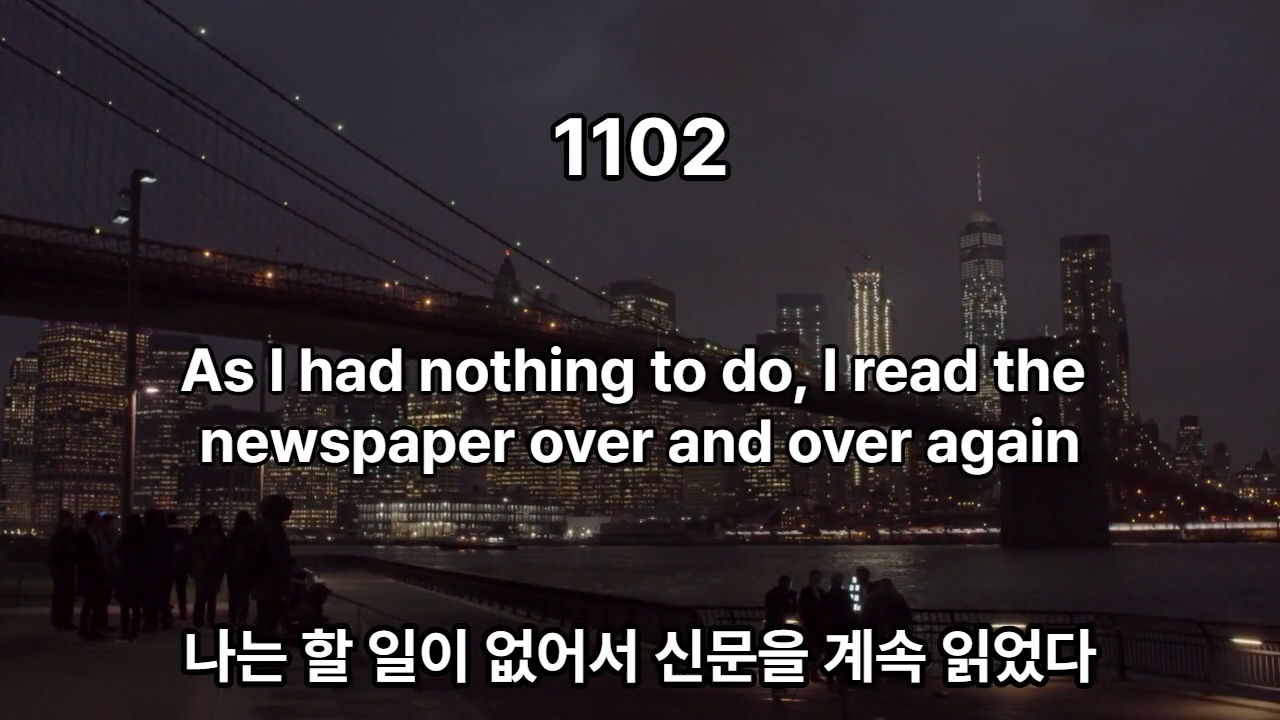 1102
As I had nothing to do, I read the
newspaper over and over again
나는 할 일이 없어서 신문을 계속 읽었다